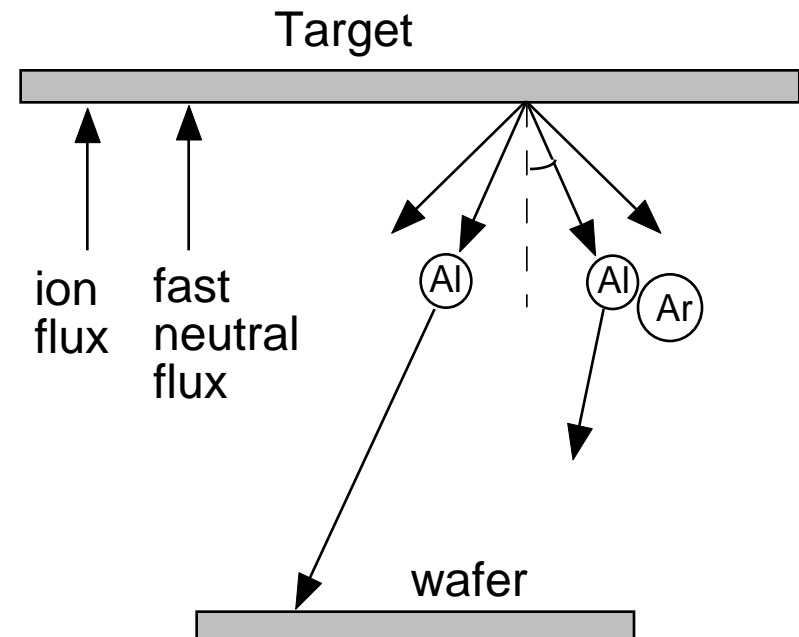 Target
ion
flux
fast
neutral
flux
Al
Al
Ar
wafer